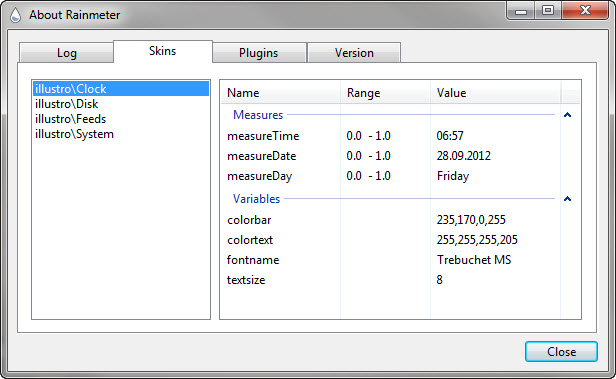 About Rainmeter
Log Skins Plugins Version
illustro\Clock
illustro\Disk
illustro\Feeds
illustro\System
Name Range Value
Measures
measureTime 0.0 - 1.0 06:57
measureDate 0.0 - 1.0 28.09.2012
measureDay 0.0 - 1.0 Friday
Variables
colorbar 235,170,0,255
colortext 255,255,255,205
fontname Trebuchet MS
textsize 8
Close